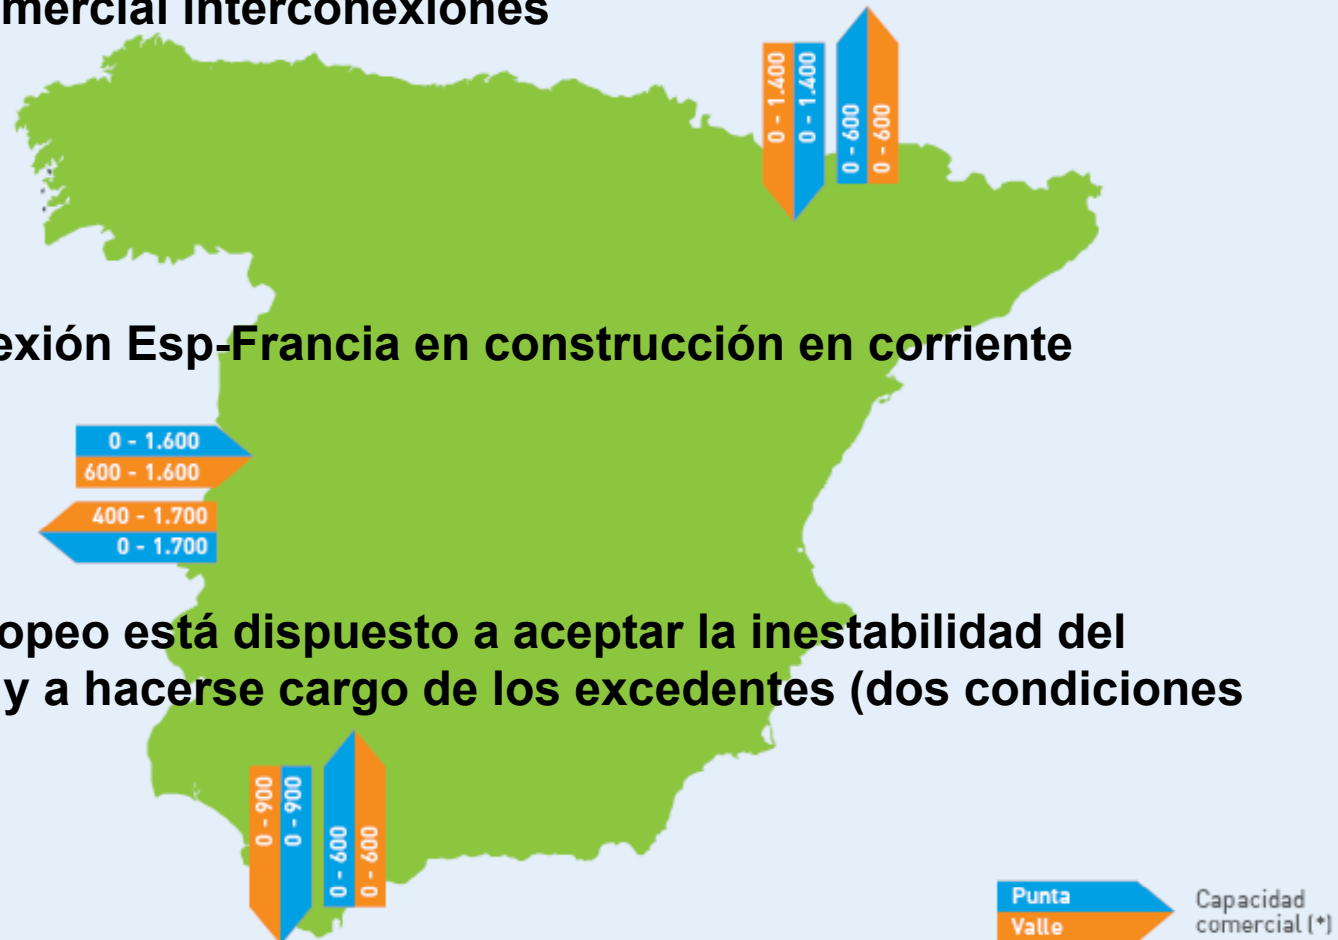 mercial interconexiones
0 - 1.400
0 - 1.400
0 - 600
0 - 600
exión Esp-Francia en construcción en corriente
0 - 1.600
600 - 1.600
400 - 1.700
0 - 1.700
opeo está dispuesto a aceptar la inestabilidad del
y a hacerse cargo de los excedentes (dos condiciones
0 - 900
0 - 900
0 - 600
0 - 600
Punta
Valle
Capacidad
comercial (*)